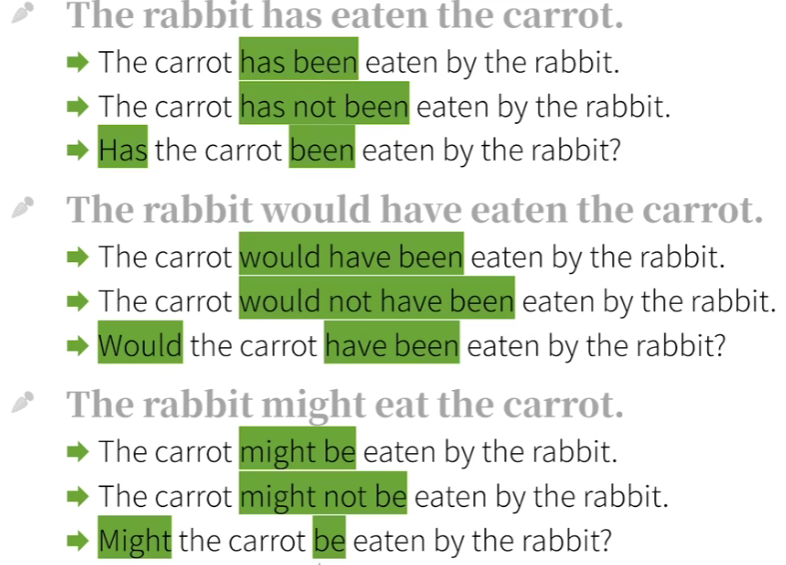 The rabbit has eaten the carrot.
The carrot has been eaten by the rabbit.
The carrot has not been eaten by the rabbit.
Has the carrot been eaten by the rabbit?
The rabbit would have eaten the carrot.
The carrot would have been eaten by the rabbit.
The carrot would not have been eaten by the rabbit.
Would the carrot have been eaten by the rabbit?
The rabbit might eat the carrot.
The carrot might be eaten by the rabbit.
The carrot might not be eaten by the rabbit.
Might the carrot be eaten by the rabbit?